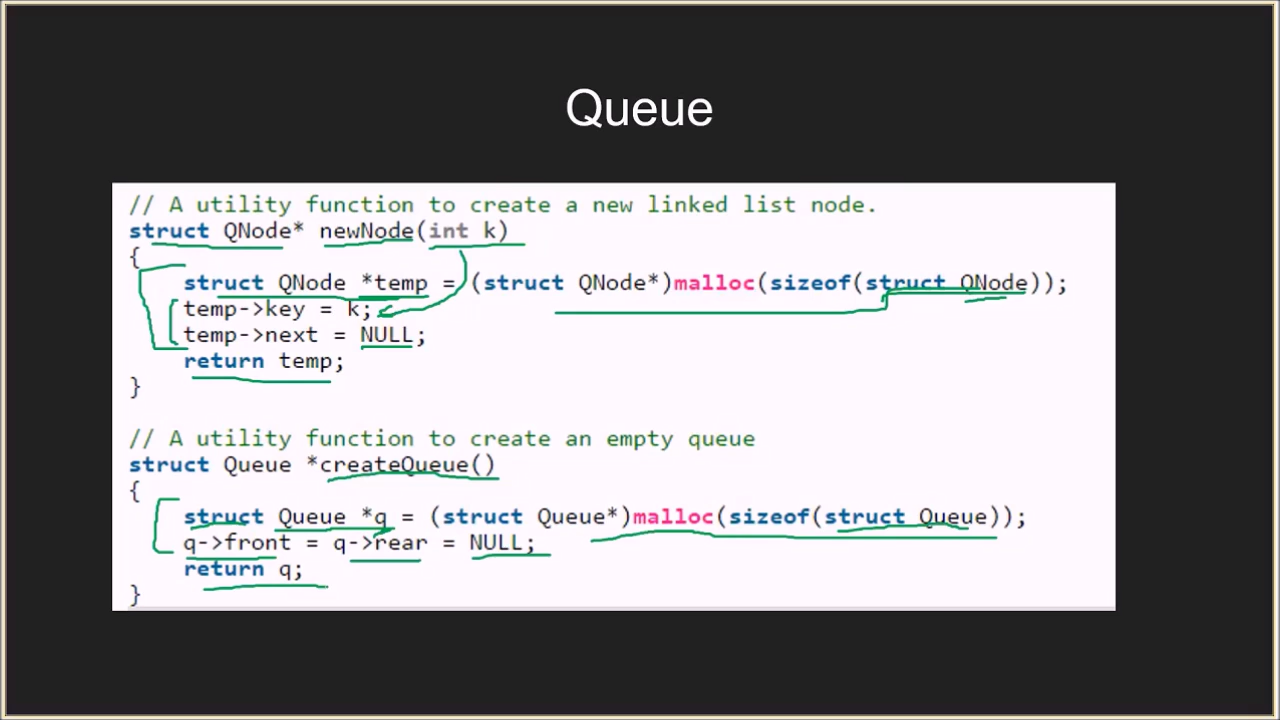 Queue
// A utility function to create a new linked list node.
struct QNode* newNode(int k)
{
struct QNode *temp = (struct QNode*)malloc(sizeof(struct QNode));
temp->key = k;
temp->next = NULL;
return temp;
}
// A utility function to create an empty queue
struct Queue *createQueue()
{
struct Queue *q = (struct Queue*)malloc(sizeof(struct Queue));
q->front = q->rear = NULL;
return q;
}